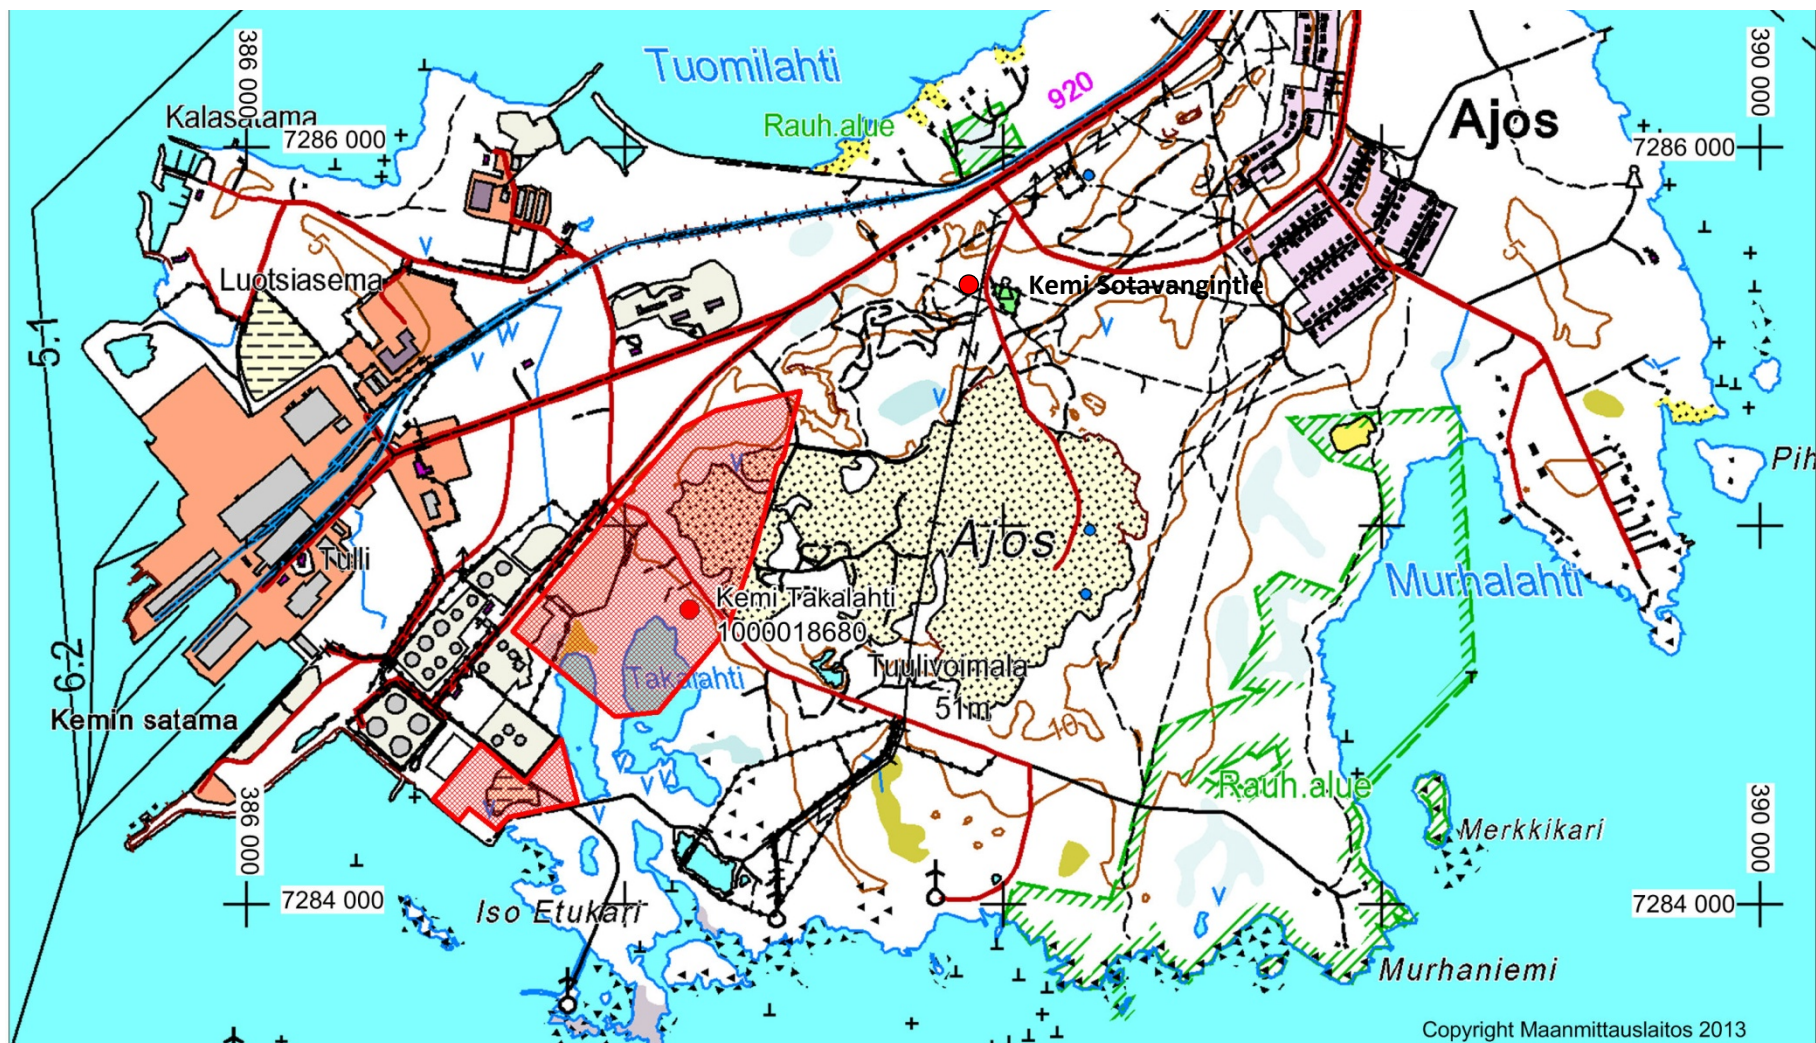 386 000
Tuomilahti
920
390 000
Kalasatama
7286 000
Rauh.alue
Ajos
7286 000
5
5
Luotsiasema
Kemi Sotavangintie
5.1
Pih
Ajos
Tulli
Murhalahti
Kemi Takalahti
1000018680
6.2
Takalahti
Tuulivoimala
51m
10
Kemin satama
Rauh.alue
386 000
390 000
Merkkikari
7284 000
Iso Etukari
7284 000
Murhaniemi
Copyright Maanmittauslaitos 2013